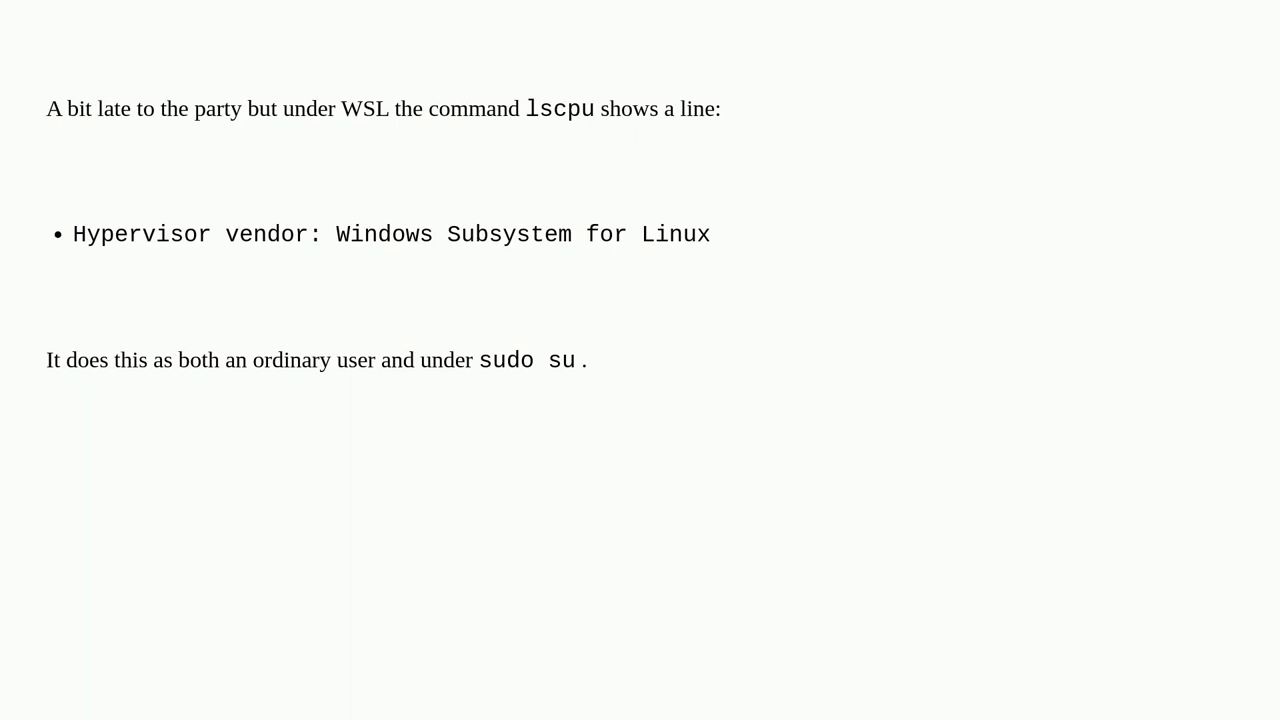 A bit late to the party but under WSL the command lscpu shows a line:
• Hypervisor vendor: Windows Subsystem for Linux
It does this as both an ordinary user and under sudo su .